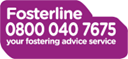 Fosterline
0800 040 7675
your fostering advice service